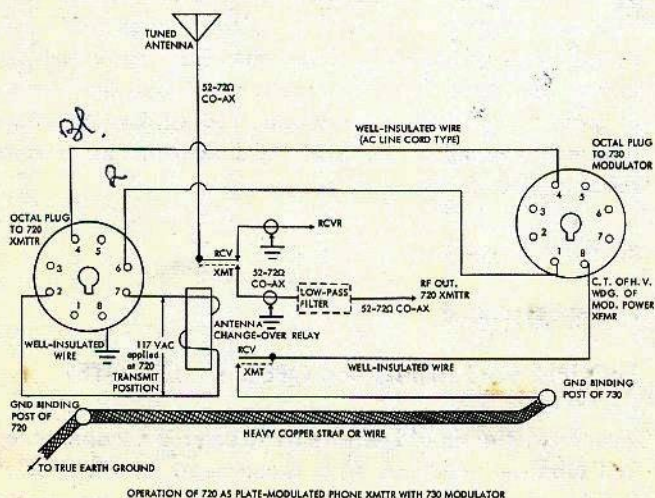 TUNED
ANTENNA
52-72Ω
CO-AX
Bl.
WELL-INSULATED WIRE
(AC LINE CORD TYPE)
OCTAL PLUG
TO 730
MODULATOR
OCTAL PLUG
TO 720
XMTTR
4 5
3 6
2 7
1 8
4 5
3 6
2 7
1 8
RCV
XMT
RCVR
52-72Ω
CO-AX
LOW-PASS
FILTER
RF OUT.
720 XMTTR
52-72Ω CO-AX
C.T. OF H.V.
WDG. OF
MOD. POWER
XFMR
WELL-INSULATED
WIRE
117 VAC
applied
at 720
TRANSMIT
POSITION
ANTENNA
CHANGE-OVER RELAY
RCV
XMT
WELL-INSULATED WIRE
GND BINDING
POST OF
720
GND BINDING
POST OF 730
HEAVY COPPER STRAP OR WIRE
TO TRUE EARTH GROUND
OPERATION OF 720 AS PLATE-MODULATED PHONE XMTTR WITH 730 MODULATOR